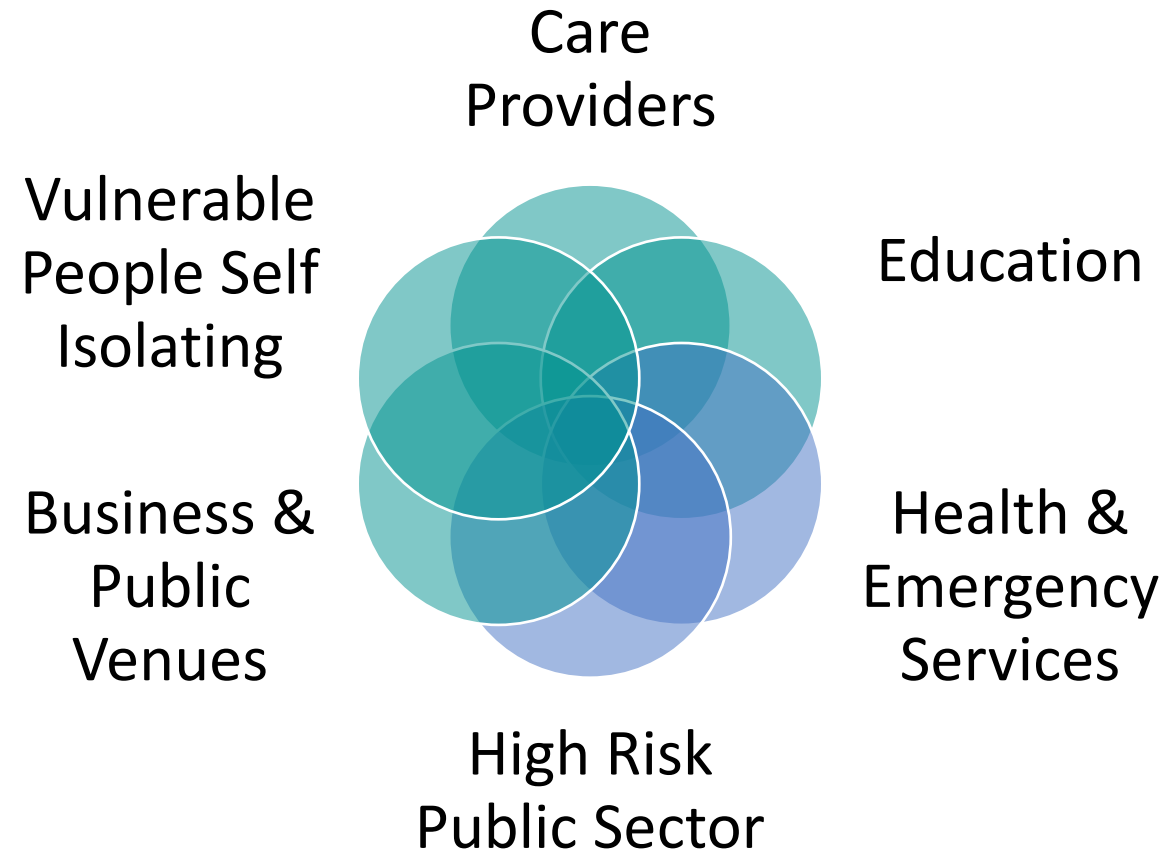 Care
Providers
Education
Health &
Emergency
Services
High Risk
Public Sector
Business &
Public
Venues
Vulnerable
People Self
Isolating